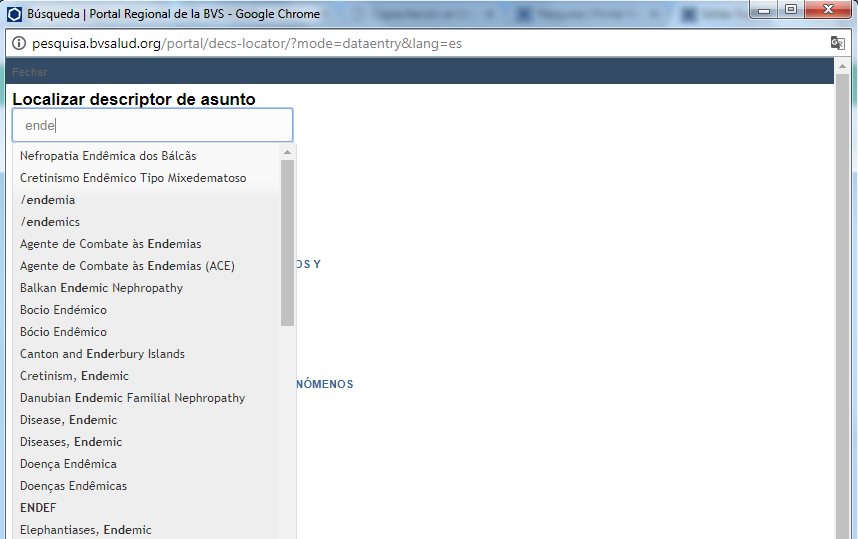 Búsqueda | Portal Regional de la BVS - Google Chrome
pesquisa.bvsalud.org/portal/decs-locator/?mode=dataentry&lang=es
Fechar
Localizar descriptor de asunto
ende
Nefropatia Endêmica dos Bálcãs
Cretinismo Endêmico Tipo Mixedematoso
/endemia
/endemics
Agente de Combate às Endemias
Agente de Combate às Endemias (ACE)
OS Y
Balkan Endemic Nephropathy
Bocio Endémico
Bócio Endêmico
Canton and Enderbury Islands
Cretinism, Endemic
NÓMENOS
Danubian Endemic Familial Nephropathy
Disease, Endemic
Diseases, Endemic
Doença Endêmica
Doenças Endêmicas
ENDEF
Elephantiases, Endemic